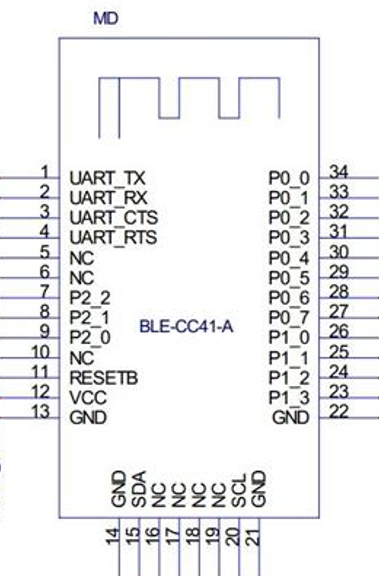 MD
1 UART_TX P0_0 34
2 UART_RX P0_1 33
3 UART_CTS P0_2 32
4 UART_RTS P0_3 31
5 NC P0_4 30
6 NC P0_5 29
7 P2_2 P0_6 28
8 P2_1 P0_7 27
BLE-CC41-A
9 P2_0 P1_0 26
10 NC P1_1 25
11 RESETB P1_2 24
12 VCC P1_3 23
13 GND GND 22
GND SDA NC NC NC NC SCL GND
14 15 16 17 18 19 20 21